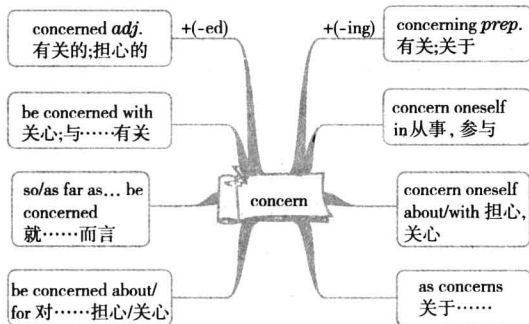 concerned adj.
有关的;担心的
+(-ed)
be concerned with
关心;与……有关
so/as far as... be
concerned
就……而言
be concerned about/
for 对……担心/关心
concern
+(-ing)
concerning prep.
有关;关于
concern oneself
in 从事，参与
concern oneself
about/with 担心,
关心
as concerns
关于……